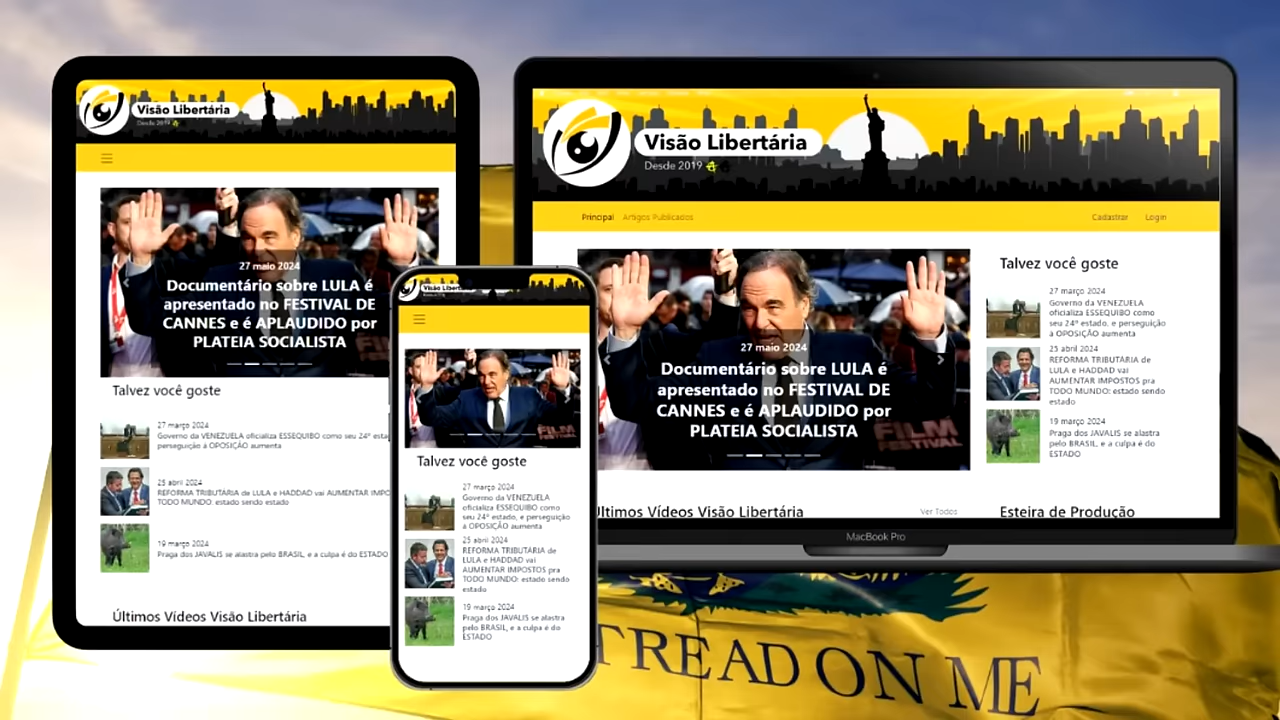 Visão Libertária
Desde 2019
27 maio 2024
Documentário sobre LULA é
apresentado no FESTIVAL DE
CANNES e é APLAUDIDO por
PLATEIA SOCIALISTA
Talvez você goste
27 março 2024
Governo da VENEZUELA oficializa ESSEQUIBO como seu 24º esta
perseguição a OPOSIÇÃO aumenta
25 abril 2024
REFORMA TRIBUTÁRIA de LULA e HADDAD vai AUMENTAR IMPO
TODO MUNDO: estado sendo estado
19 março 2024
Praga dos JAVALIS se alastra pelo BRASIL, e a culpa é do ESTADO
Últimos Vídeos Visão Libertária
Visão Liberta
FILM
FESTIVAL
Talvez você goste
27 março 2024
Governo da VENEZUELA
oficializa ESSEQUIBO como
seu 24º estado, e perseguição
a OPOSIÇÃO aumenta
25 abril 2024
REFORMA TRIBUTÁRIA de
LULA e HADDAD vai
AUMENTAR IMPOSTOS pra
TODO MUNDO: estado sendo
estado
19 março 2024
Praga dos JAVALIS se alastra
pelo BRASIL, e a culpa é do
ESTADO
Visão Libertária
Desde 2019
Principal Artigos Publicados Cadastrar Login
27 maio 2024
Documentário sobre LULA é
apresentado no FESTIVAL DE
CANNES e é APLAUDIDO por
PLATEIA SOCIALISTA
FILM
FESTIVAL
Talvez você goste
27 março 2024
Governo da VENEZUELA
oficializa ESSEQUIBO como
seu 24º estado, e perseguição
a OPOSIÇÃO aumenta
25 abril 2024
REFORMA TRIBUTÁRIA de
LULA e HADDAD vai
AUMENTAR IMPOSTOS pra
TODO MUNDO: estado sendo
estado
19 março 2024
Praga dos JAVALIS se alastra
pelo BRASIL, e a culpa é do
ESTADO
Últimos Vídeos Visão Libertária Ver Todos Esteira de Produção
MacBook Pro
TREAD ON ME